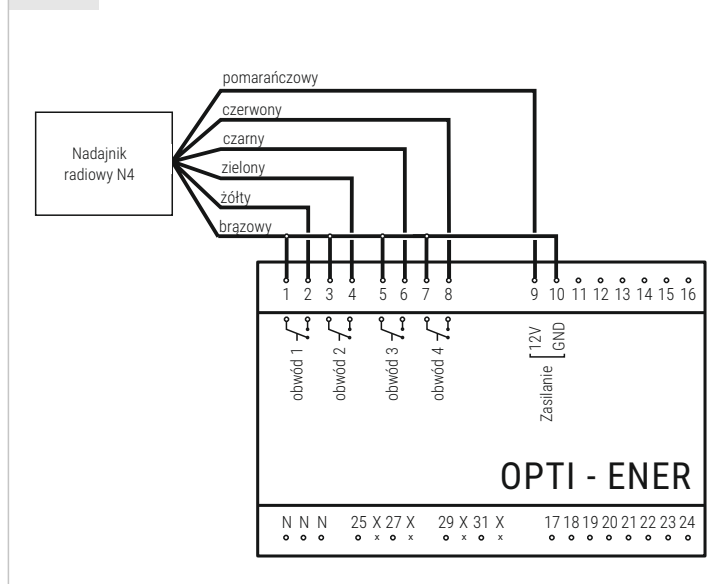 pomarańczowy
czerwony
czarny
zielony
żółty
brązowy
Nadajnik
radiowy N4
1 2 3 4 5 6 7 8 9 10 11 12 13 14 15 16
obwód 1
obwód 2
obwód 3
obwód 4
Zasilanie
12V
GND
OPTI - ENER
N N N 25 X 27 X 29 X 31 X 17 18 19 20 21 22 23 24
x x x x